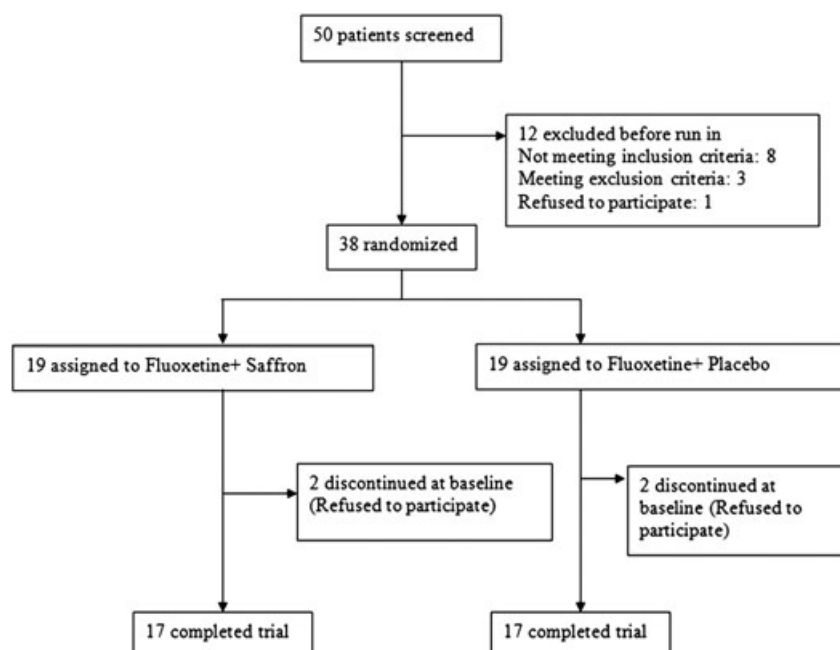 50 patients screened
12 excluded before run in
Not meeting inclusion criteria: 8
Meeting exclusion criteria: 3
Refused to participate: 1
38 randomized
19 assigned to Fluoxetine+ Saffron
19 assigned to Fluoxetine+ Placebo
2 discontinued at baseline
(Refused to participate)
2 discontinued at
baseline (Refused to
participate)
17 completed trial
17 completed trial